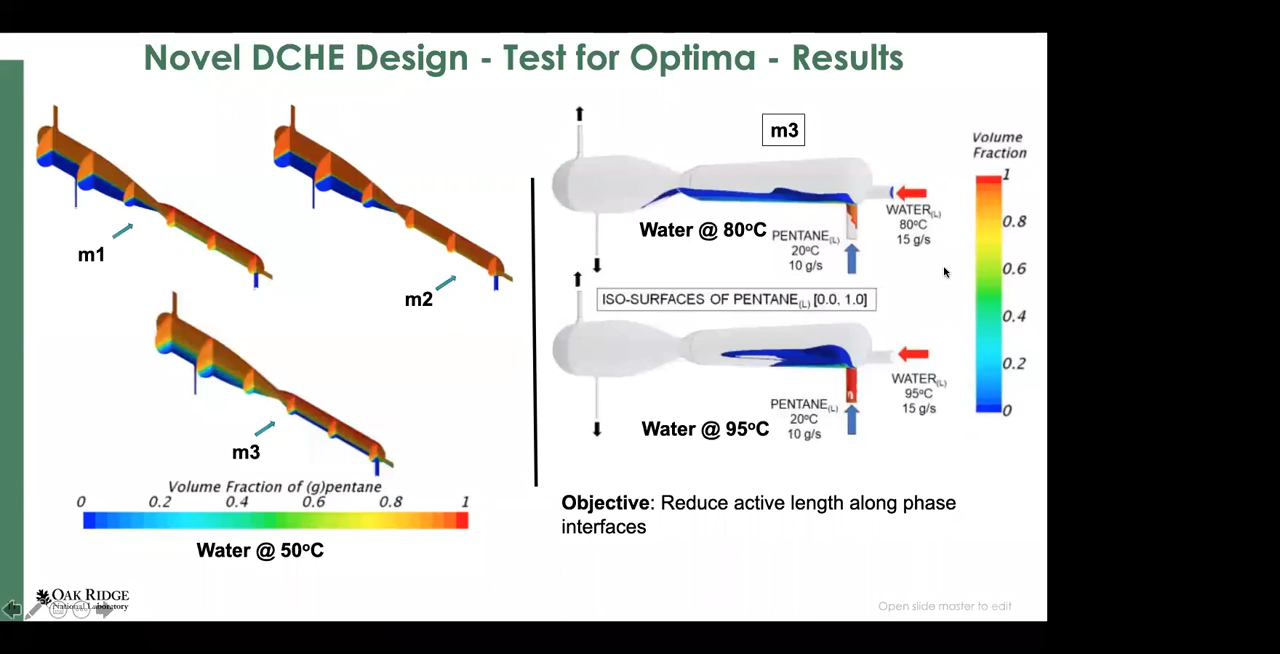 Novel DCHE Design - Test for Optima - Results
m1
m2
m3
Volume Fraction of (g)pentane
0 0.2 0.4 0.6 0.8 1
Water @ 50°C
m3
WATER(L)
80°C
15 g/s
Water @ 80°C
PENTANE(L)
20°C
10 g/s
ISO-SURFACES OF PENTANE(L) [0.0, 1.0]
WATER(L)
95°C
15 g/s
Water @ 95°C
PENTANE(L)
20°C
10 g/s
Volume
Fraction
1
0.8
0.6
0.4
0.2
0
Objective: Reduce active length along phase
interfaces
OAK RIDGE
National Laboratory
Open slide master to edit